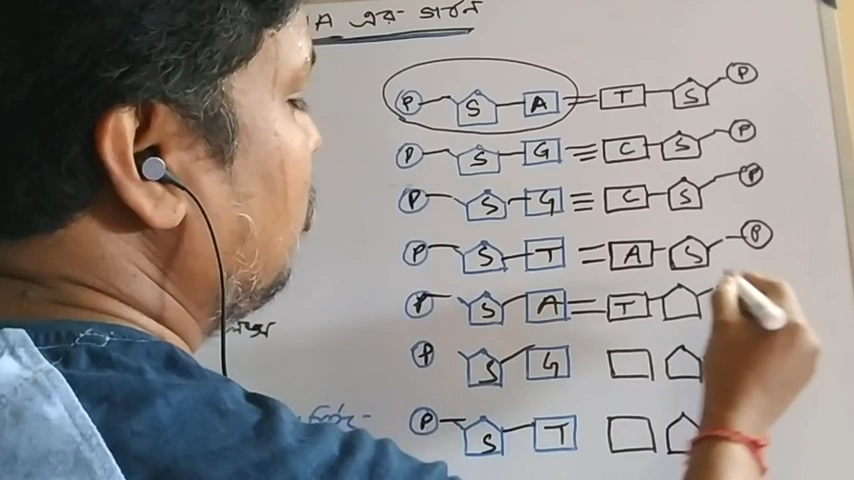 A এর গঠন
P S A = T S P
P S G ≡ C S P
P S G ≡ C S P
P S T = A S P
P S A = T
P S G
P S T